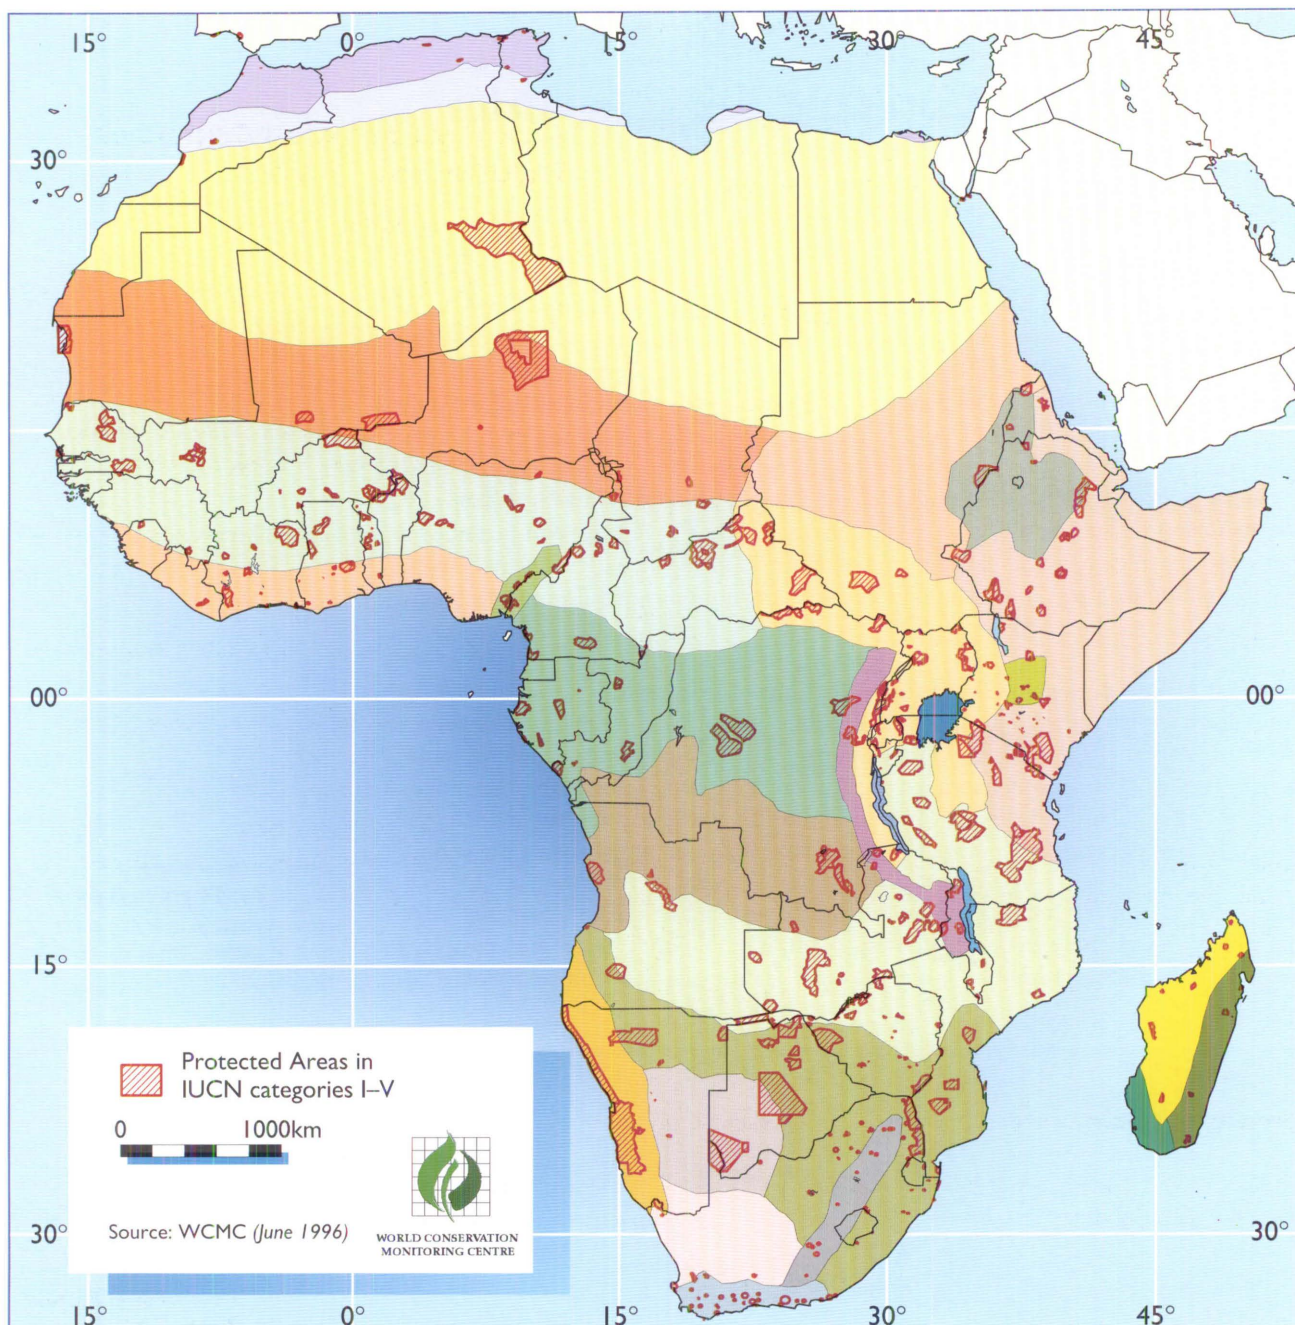 15° 0° 15° 30° 45°
30°
00° 00°
15° 15°
30° 30°
Protected Areas in
IUCN categories I–V
0 1000km
Source: WCMC (June 1996)
WORLD CONSERVATION
MONITORING CENTRE
15° 0° 15° 30° 45°